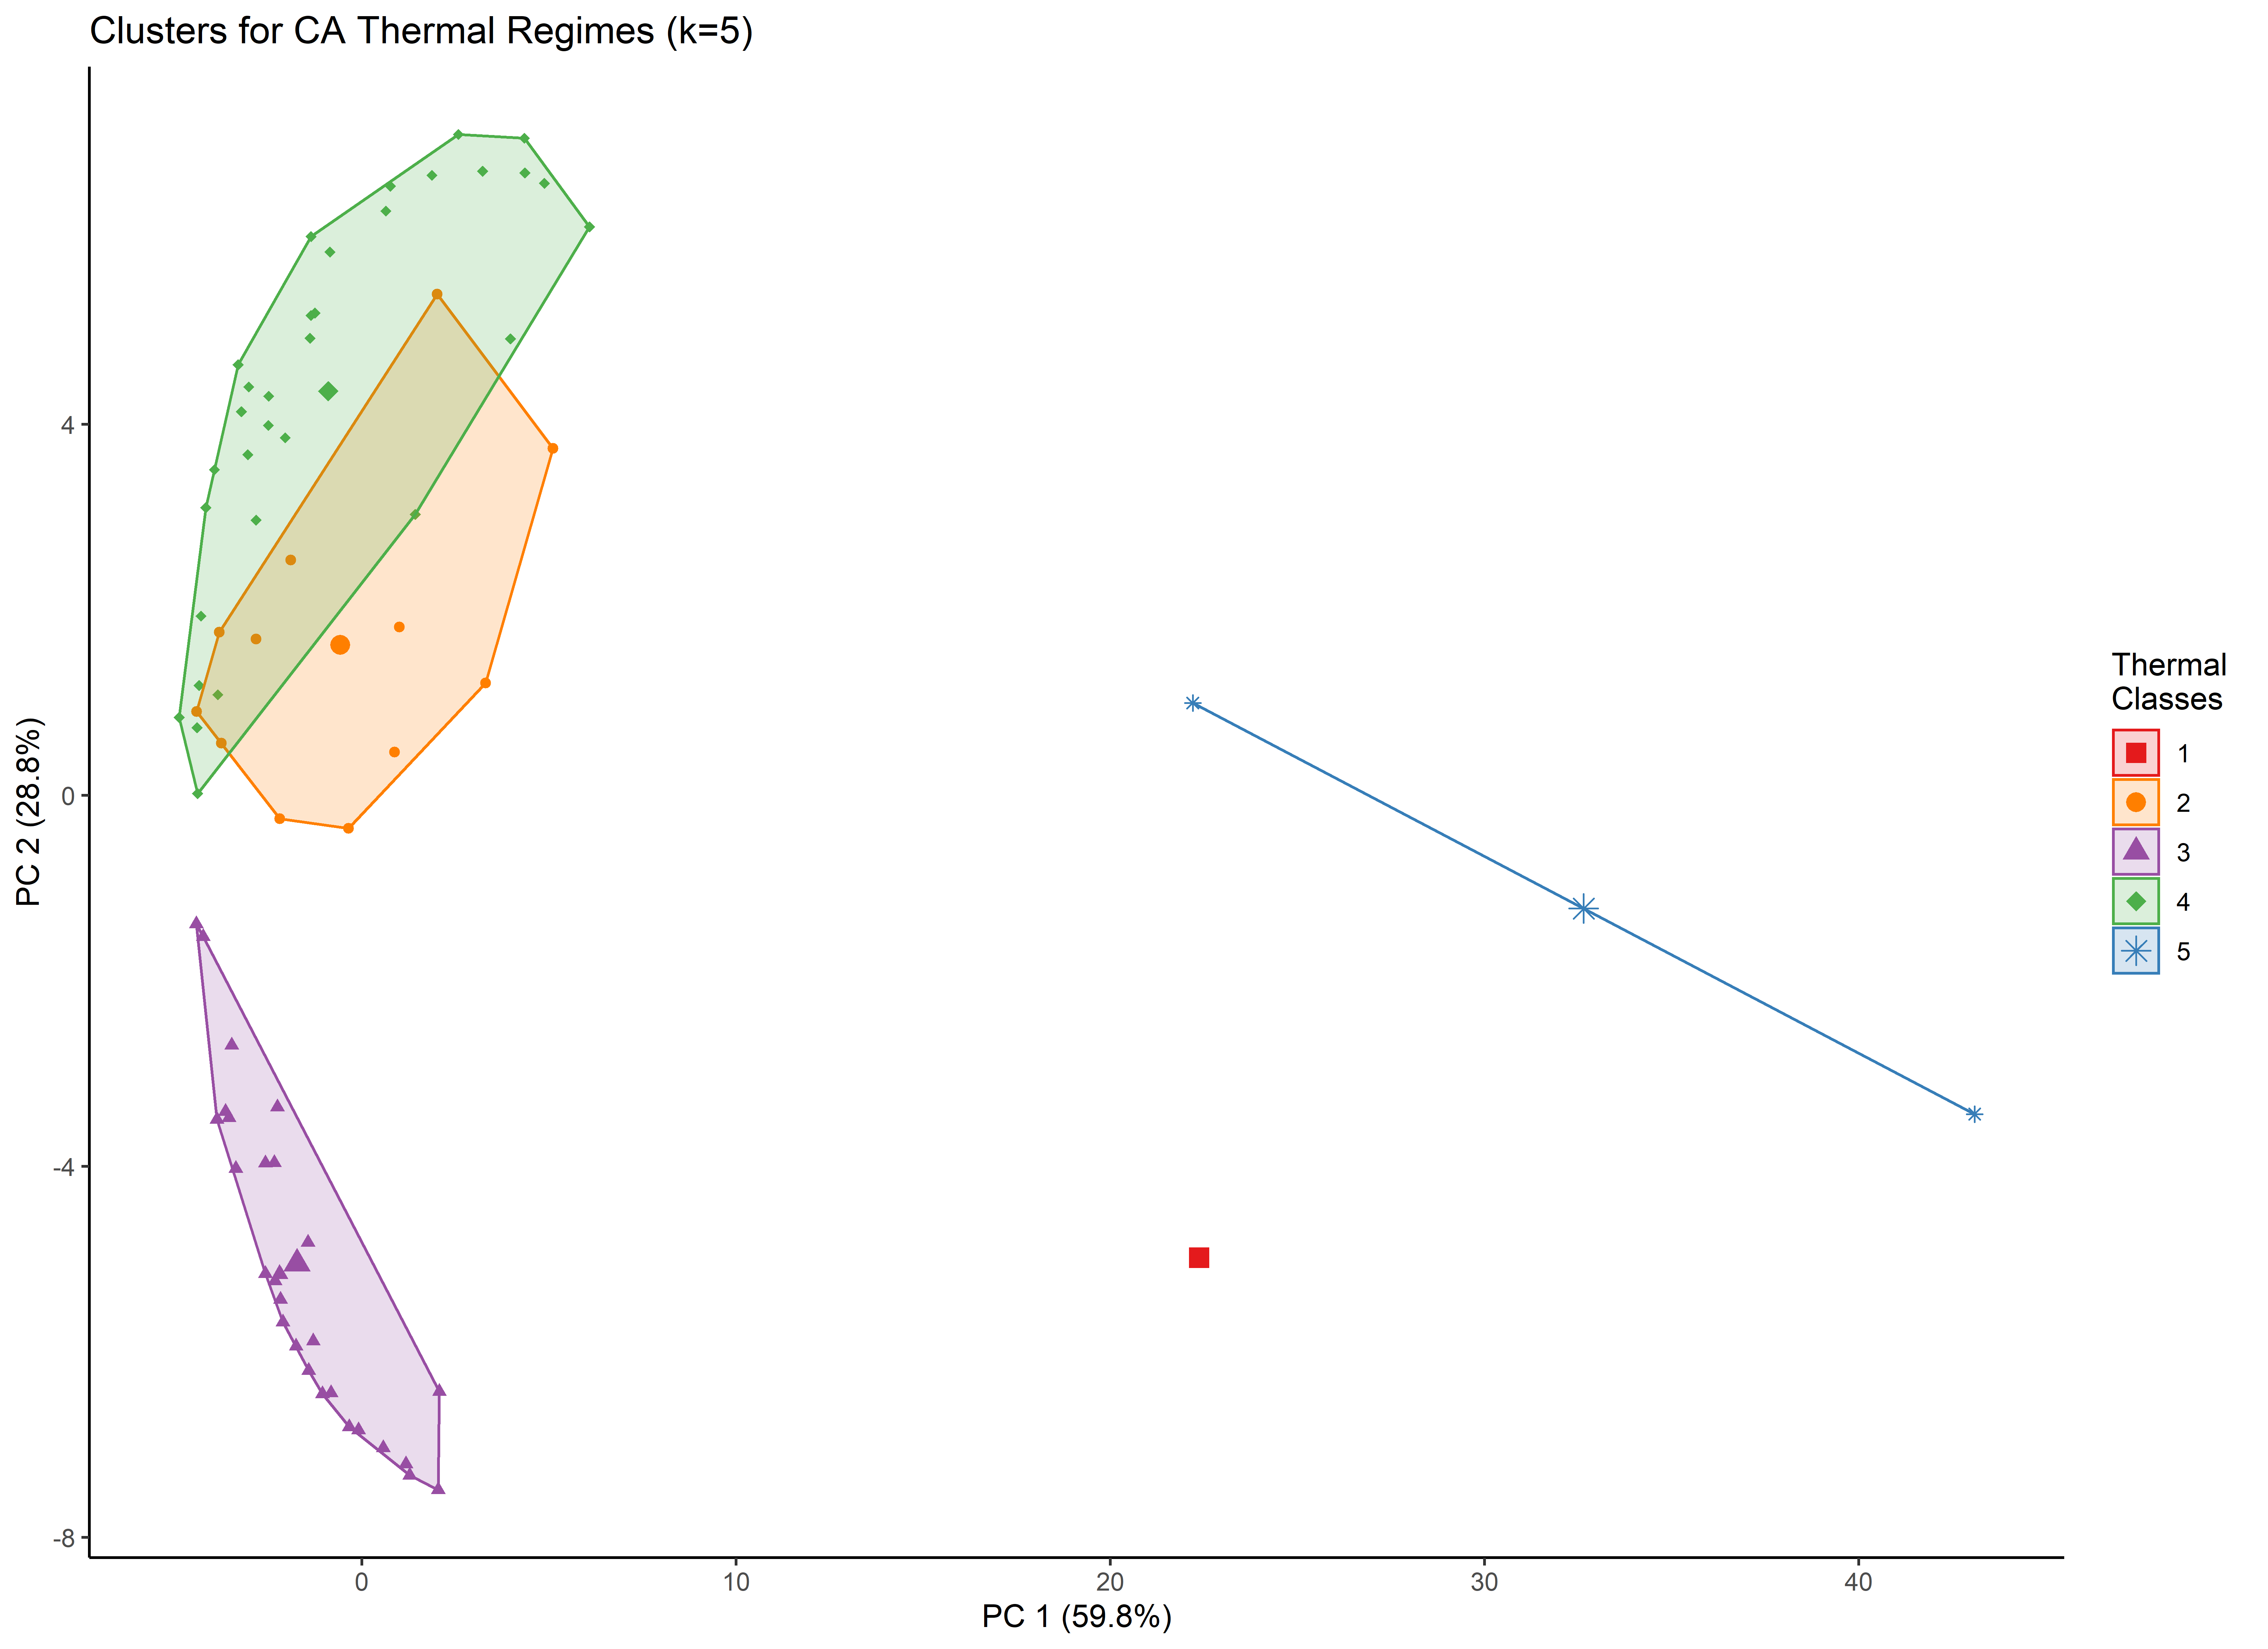 Clusters for CA Thermal Regimes (k=5)
4
0
-4
-8
PC 2 (28.8%)
0 10 20 30 40
PC 1 (59.8%)
Thermal
Classes
1
2
3
4
5